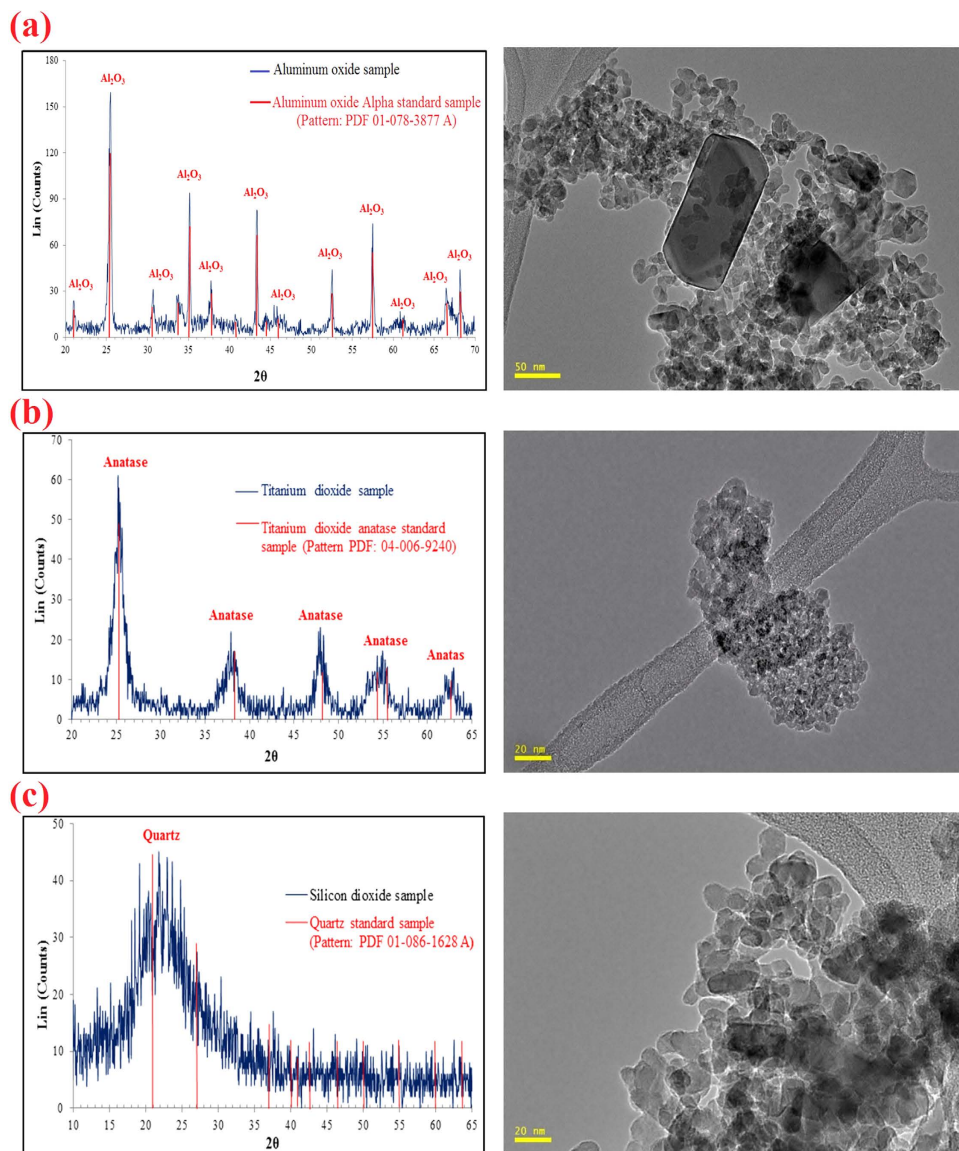 (a)
180
150
120
90
60
30
0
Lin (Counts)
Aluminum oxide sample
Aluminum oxide Alpha standard sample
(Pattern: PDF 01-078-3877 A)
Al₂O₃
Al₂O₃
Al₂O₃
Al₂O₃
Al₂O₃
Al₂O₃
Al₂O₃
Al₂O₃
Al₂O₃
Al₂O₃
Al₂O₃
Al₂O₃
20 25 30 35 40 45 50 55 60 65 70
2θ
50 nm
(b)
70
60
50
40
30
20
10
0
Lin (Counts)
Anatase
Titanium dioxide sample
Titanium dioxide anatase standard
sample (Pattern PDF: 04-006-9240)
Anatase
Anatase
Anatase
Anatas
20 25 30 35 40 45 50 55 60 65
2θ
20 nm
(c)
50
40
30
20
10
0
Lin (Counts)
Quartz
Silicon dioxide sample
Quartz standard sample
(Pattern: PDF 01-086-1628 A)
10 15 20 25 30 35 40 45 50 55 60 65
2θ
20 nm